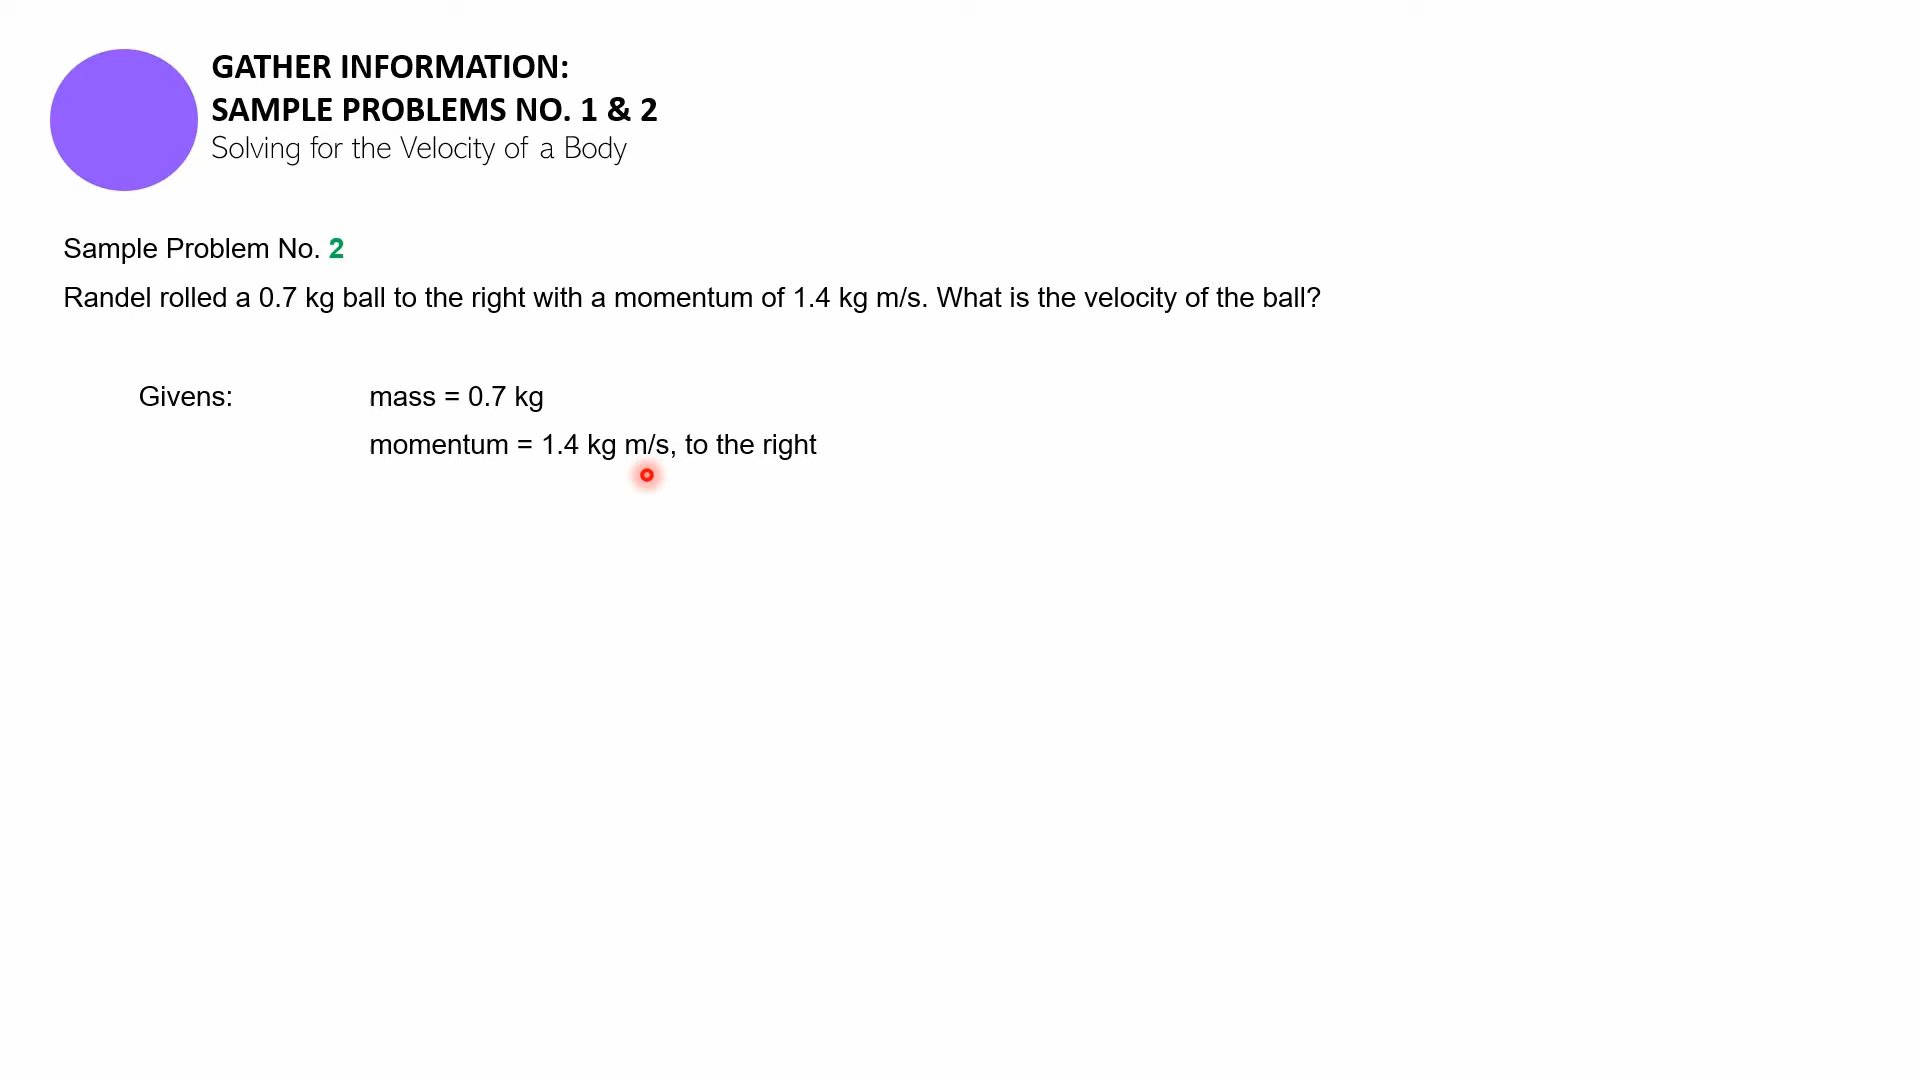 GATHER INFORMATION:
SAMPLE PROBLEMS NO. 1 & 2
Solving for the Velocity of a Body
Sample Problem No. 2
Randel rolled a 0.7 kg ball to the right with a momentum of 1.4 kg m/s. What is the velocity of the ball?
Givens: mass = 0.7 kg
momentum = 1.4 kg m/s, to the right